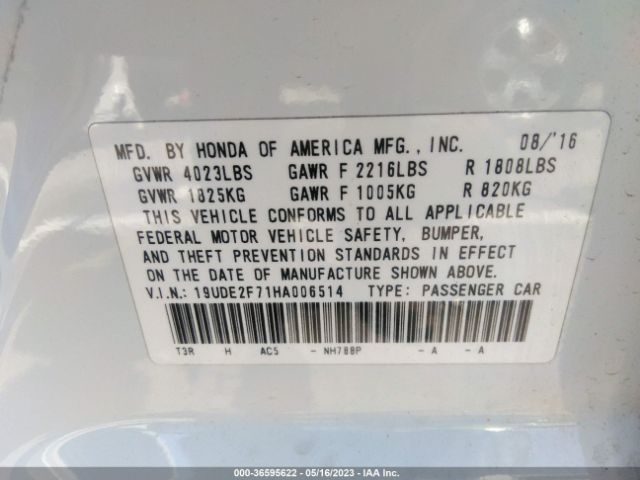 MFD. BY HONDA OF AMERICA MFG., INC. 08/'16
GVWR 4023LBS GAWR F 2216LBS R 1808LBS
GVWR 1825KG GAWR F 1005KG R 820KG
THIS VEHICLE CONFORMS TO ALL APPLICABLE
FEDERAL MOTOR VEHICLE SAFETY, BUMPER,
AND THEFT PREVENTION STANDARDS IN EFFECT
ON THE DATE OF MANUFACTURE SHOWN ABOVE.
V.I.N.: 19UDE2F71HA006514 TYPE: PASSENGER CAR
T3R H AC5 - NH788P - A - A
000-36595622 - 05/16/2023 - IAA Inc.